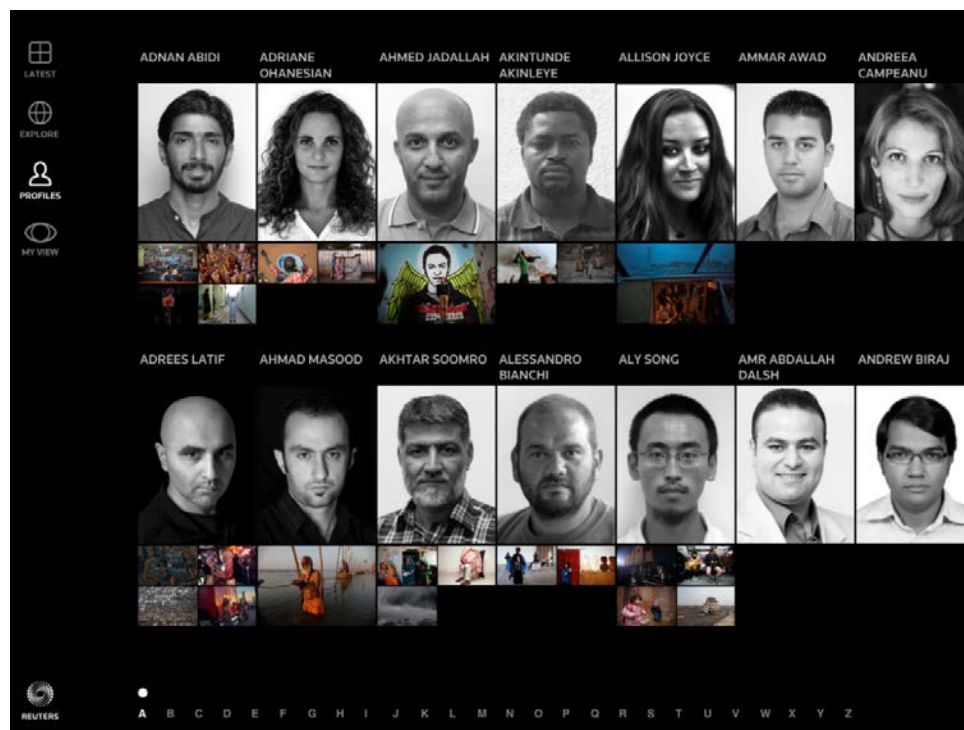 LATEST
EXPLORE
PROFILES
MY VIEW
ADNAN ABIDI
ADRIANE
OHANESIAN
AHMED JADALLAH
AKINTUNDE
AKINLEYE
ALLISON JOYCE
AMMAR AWAD
ANDREEA
CAMPEANU
ADREES LATIF
AHMAD MASOOD
AKHTAR SOOMRO
ALESSANDRO
BIANCHI
ALY SONG
AMR ABDALLAH
DALSH
ANDREW BIRAJ
REUTERS
A B C D E F G H I J K L M N O P Q R S T U V W X Y Z